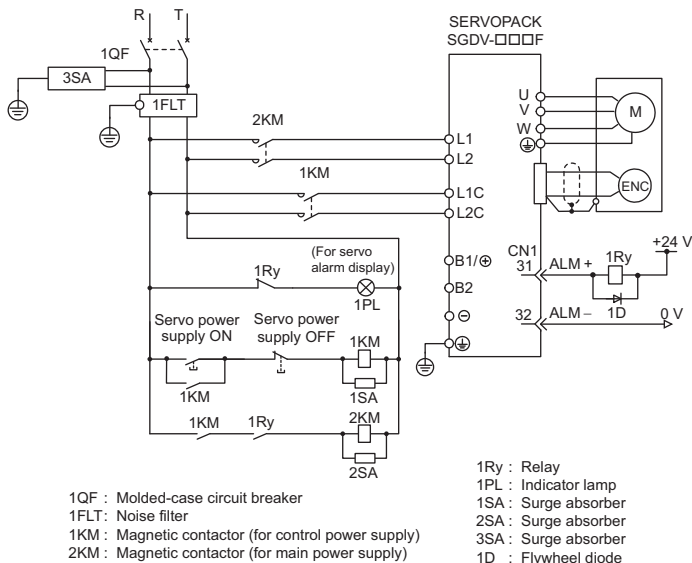 R T
SERVOPACK
SGDV-□□□F
1QF
3SA
1FLT
2KM
U
V
W
M
L1
L2
1KM
L1C
L2C
ENC
(For servo
alarm display)
1Ry
1PL
B1/⊕
B2
⊖
CN1
31 ALM +
1Ry
+24 V
1D
32 ALM −
0 V
Servo power
supply ON
Servo power
supply OFF
1KM
1KM
1SA
1KM
1Ry
2KM
2SA
1QF : Molded-case circuit breaker
1FLT : Noise filter
1KM : Magnetic contactor (for control power supply)
2KM : Magnetic contactor (for main power supply)
1Ry : Relay
1PL : Indicator lamp
1SA : Surge absorber
2SA : Surge absorber
3SA : Surge absorber
1D : Flywheel diode